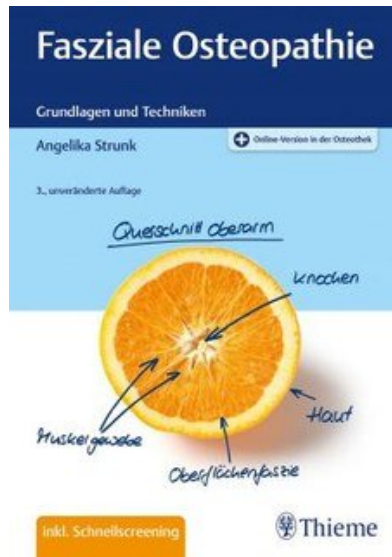 Fasziale Osteopathie
Grundlagen und Techniken
Angelika Strunk
Online-Version in der Osteothek
3., unveränderte Auflage
Querschnitt Oberarm
Knochen
Haut
Muskelgewebe
Oberflächenfaszie
inkl. Schnellscreening
Thieme